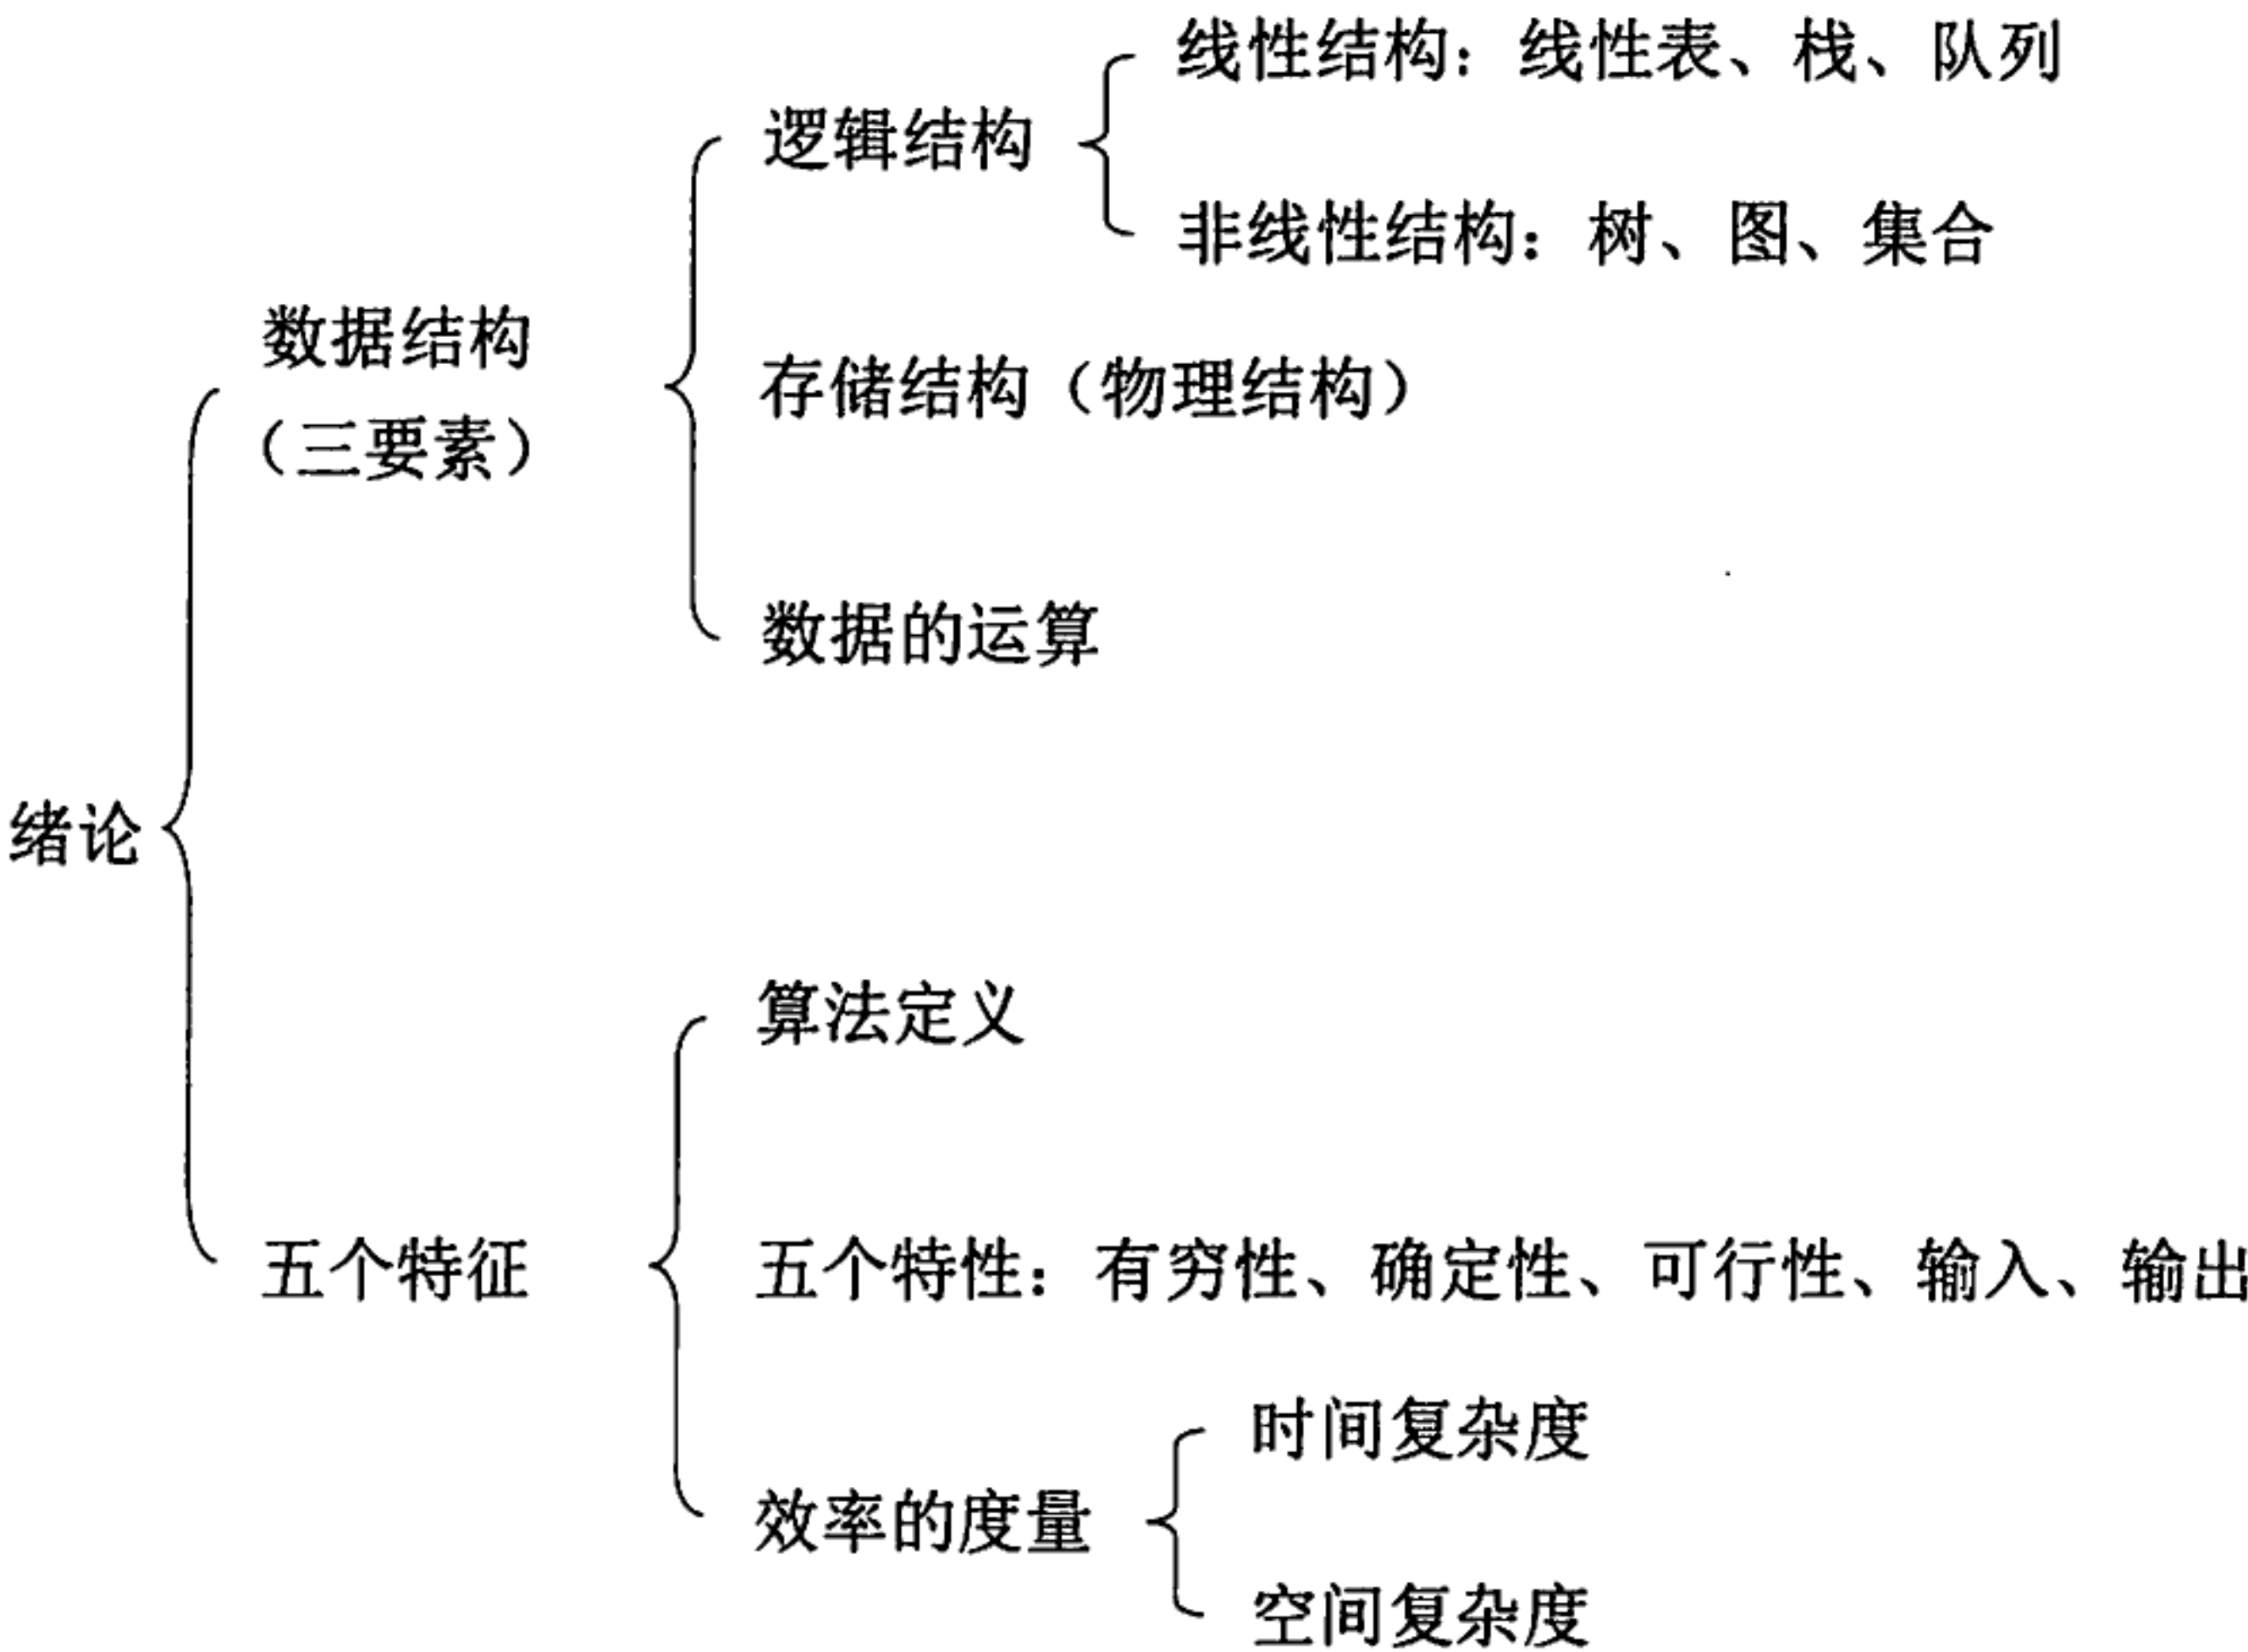 绪论
数据结构
（三要素）
逻辑结构
线性结构：线性表、栈、队列
非线性结构：树、图、集合
存储结构（物理结构）
数据的运算
五个特征
算法定义
五个特性：有穷性、确定性、可行性、输入、输出
效率的度量
时间复杂度
空间复杂度